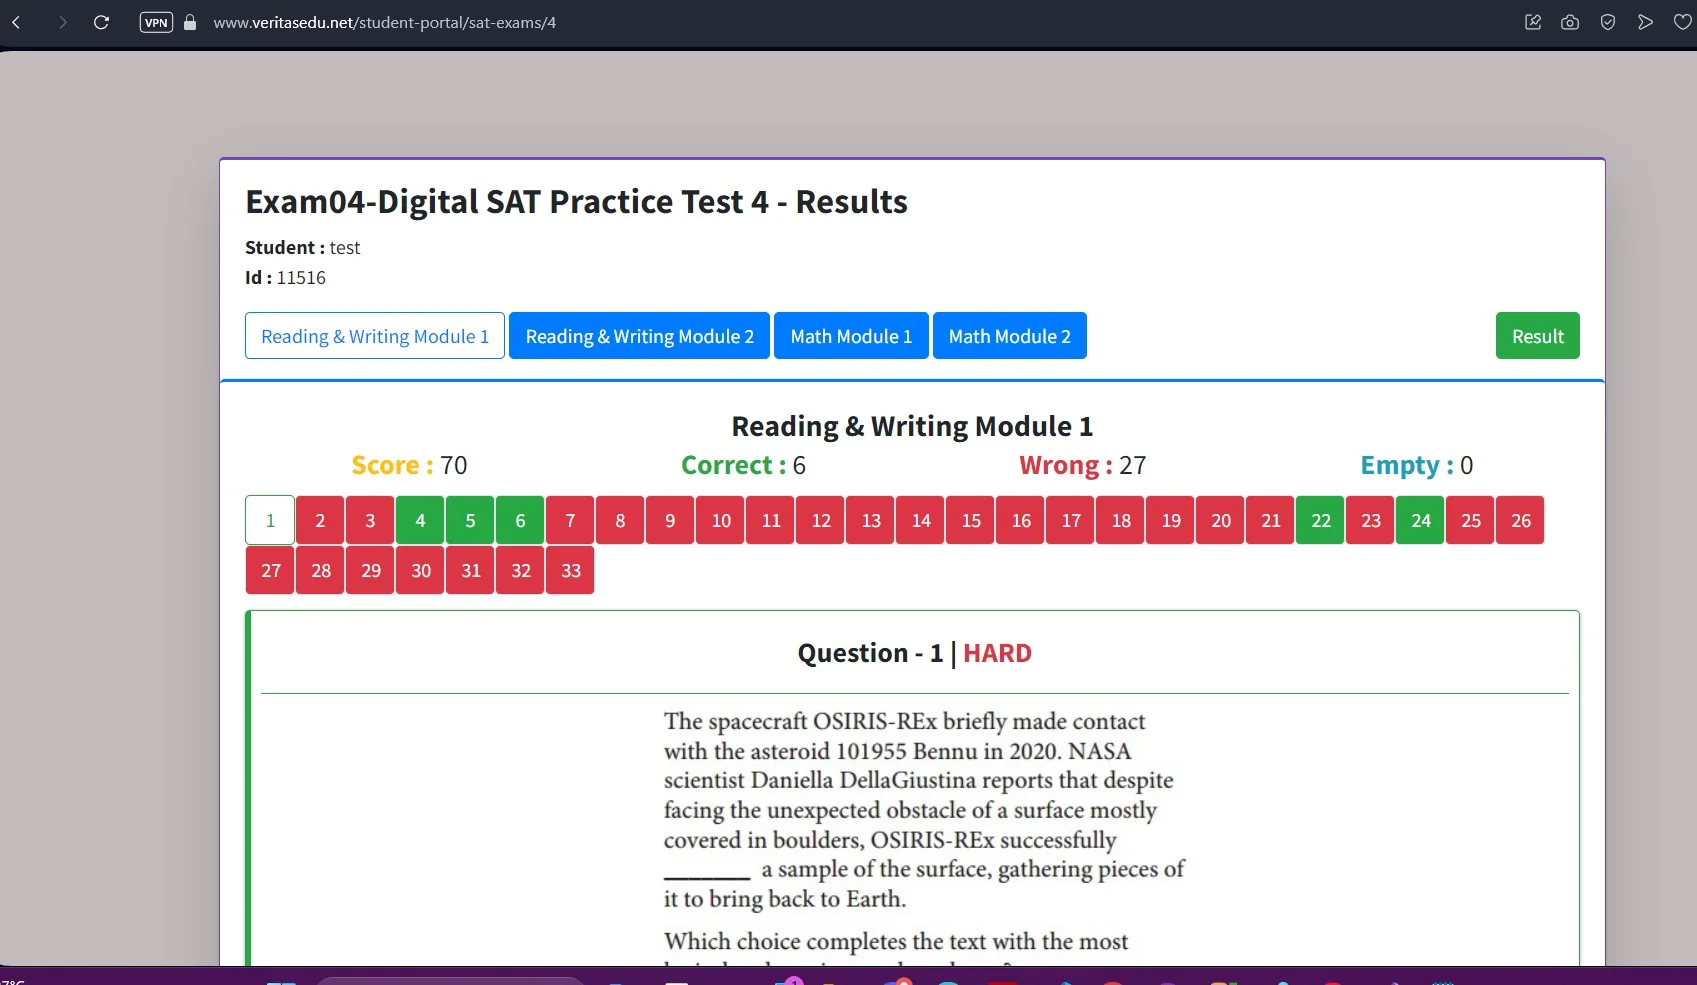 VPN www.veritasedu.net/student-portal/sat-exams/4
Exam04-Digital SAT Practice Test 4 - Results
Student : test
Id : 11516
Reading & Writing Module 1 Reading & Writing Module 2 Math Module 1 Math Module 2 Result
Reading & Writing Module 1
Score : 70 Correct : 6 Wrong : 27 Empty : 0
1 2 3 4 5 6 7 8 9 10 11 12 13 14 15 16 17 18 19 20 21 22 23 24 25 26
27 28 29 30 31 32 33
Question - 1 | HARD
The spacecraft OSIRIS-REx briefly made contact
with the asteroid 101955 Bennu in 2020. NASA
scientist Daniella DellaGiustina reports that despite
facing the unexpected obstacle of a surface mostly
covered in boulders, OSIRIS-REx successfully
_______ a sample of the surface, gathering pieces of
it to bring back to Earth.
Which choice completes the text with the most